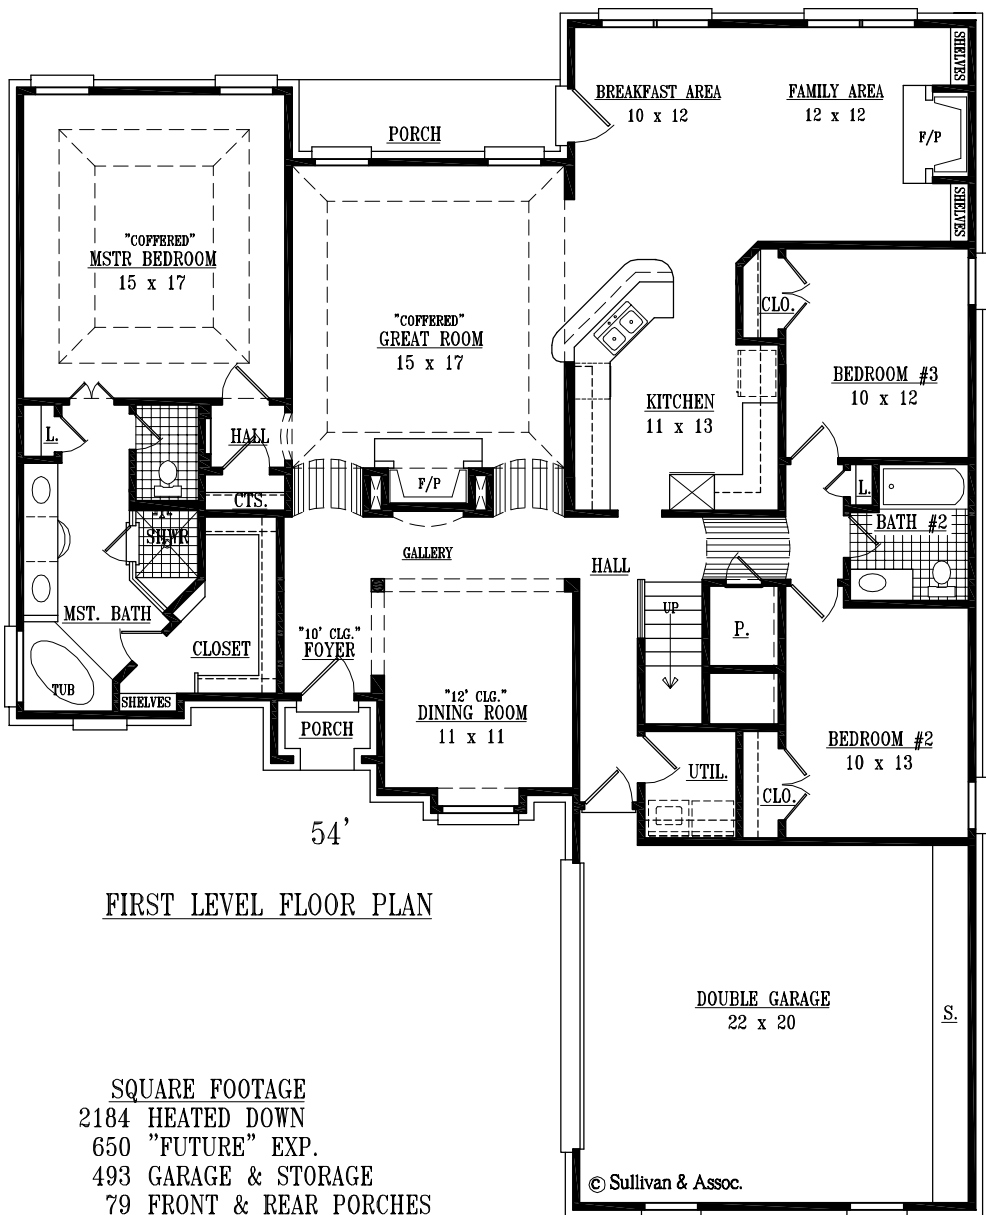 SHELVES
BREAKFAST AREA
10 x 12
FAMILY AREA
12 x 12
F/P
PORCH
SHELVES
"COFFERED"
MSTR BEDROOM
15 x 17
"COFFERED"
GREAT ROOM
15 x 17
CLO.
BEDROOM #3
10 x 12
KITCHEN
11 x 13
L.
HALL
F/P
CTS.
L.
SHWR
BATH #2
GALLERY
HALL
UP
MST. BATH
P.
"10' CLG."
FOYER
CLOSET
TUB
SHELVES
"12' CLG."
DINING ROOM
11 x 11
PORCH
BEDROOM #2
10 x 13
UTIL.
CLO.
54'
FIRST LEVEL FLOOR PLAN
DOUBLE GARAGE
22 x 20
S.
SQUARE FOOTAGE
2184 HEATED DOWN
650 "FUTURE" EXP.
493 GARAGE & STORAGE
79 FRONT & REAR PORCHES
© Sullivan & Assoc.